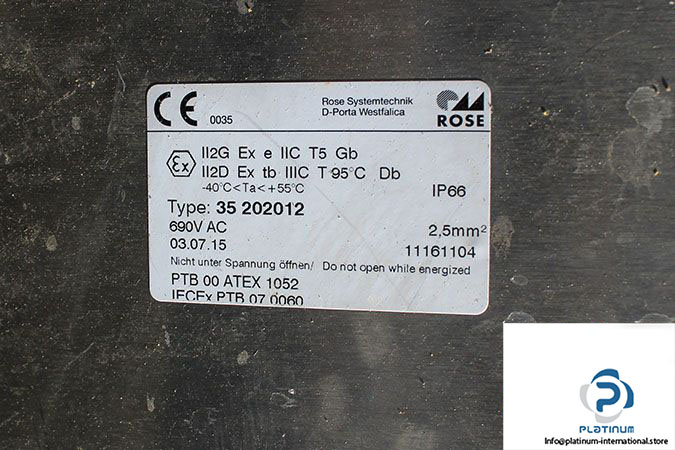 CE 0035
Rose Systemtechnik
D-Porta Westfalica
ROSE
Ex
II2G Ex e IIC T5 Gb
II2D Ex tb IIIC T 95°C Db
-40°C<Ta<+55°C
IP66
Type: 35 202012
690V AC
2,5mm²
03.07.15
11161104
Nicht unter Spannung öffnen/ Do not open while energized
PTB 00 ATEX 1052
IECEx PTB 07 0060
PLATINUM
info@platinum-international.store